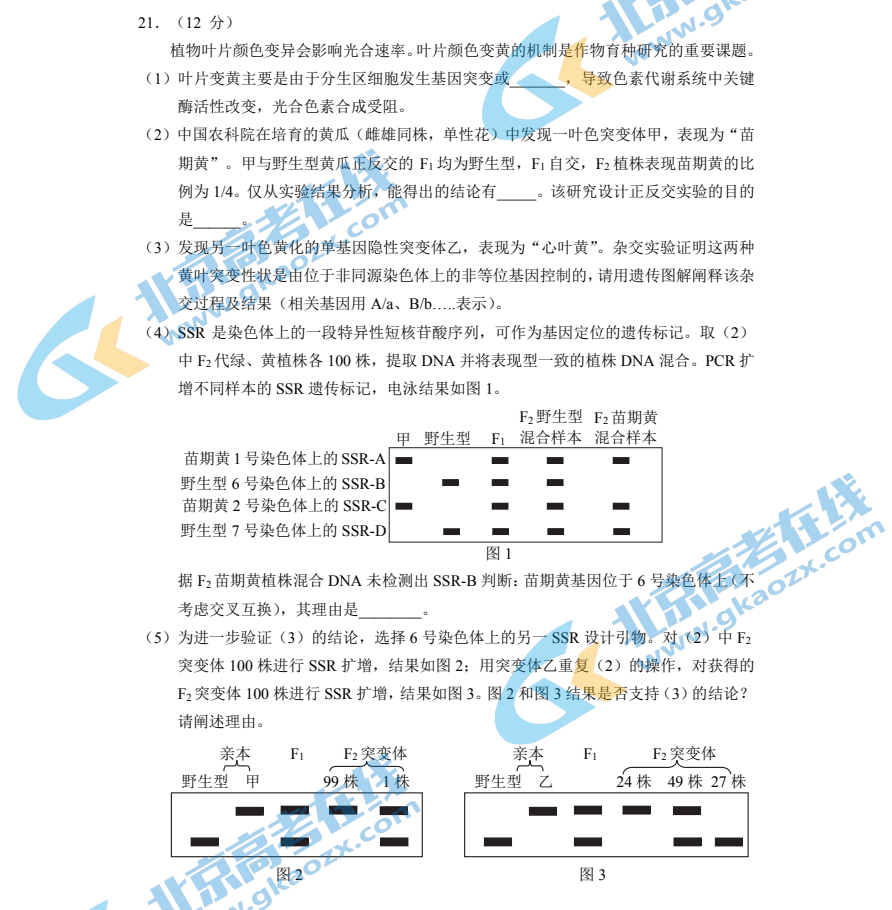 21.（12 分）
植物叶片颜色变异会影响光合速率。叶片颜色变黄的机制是作物育种研究的重要课题。
（1）叶片变黄主要是由于分生区细胞发生基因突变或_______，导致色素代谢系统中关键
酶活性改变，光合色素合成受阻。
（2）中国农科院在培育的黄瓜（雌雄同株，单性花）中发现一叶色突变体甲，表现为“苗
期黄”。甲与野生型黄瓜正反交的 F₁ 均为野生型，F₁ 自交，F₂ 植株表现苗期黄的比
例为 1/4。仅从实验结果分析，能得出的结论有_____。该研究设计正反交实验的目的
是______。
（3）发现另一叶色黄化的单基因隐性突变体乙，表现为“心叶黄”。杂交实验证明这两种
黄叶突变性状是由位于非同源染色体上的非等位基因控制的，请用遗传图解阐释该杂
交过程及结果（相关基因用 A/a、B/b…..表示）。
（4）SSR 是染色体上的一段特异性短核苷酸序列，可作为基因定位的遗传标记。取（2）
中 F₂ 代绿、黄植株各 100 株，提取 DNA 并将表现型一致的植株 DNA 混合。PCR 扩
增不同样本的 SSR 遗传标记，电泳结果如图 1。
甲 野生型 F₁ F₂ 野生型混合样本 F₂ 苗期黄混合样本
苗期黄 1 号染色体上的 SSR-A
野生型 6 号染色体上的 SSR-B
苗期黄 2 号染色体上的 SSR-C
野生型 7 号染色体上的 SSR-D
图 1
据 F₂ 苗期黄植株混合 DNA 未检测出 SSR-B 判断：苗期黄基因位于 6 号染色体上（不
考虑交叉互换），其理由是________。
（5）为进一步验证（3）的结论，选择 6 号染色体上的另一 SSR 设计引物。对（2）中 F₂
突变体 100 株进行 SSR 扩增，结果如图 2；用突变体乙重复（2）的操作，对获得的
F₂ 突变体 100 株进行 SSR 扩增，结果如图 3。图 2 和图 3 结果是否支持（3）的结论？
请阐述理由。
亲本 F₁ F₂ 突变体
野生型 甲 99 株 1 株
图 2
亲本 F₁ F₂ 突变体
野生型 乙 24 株 49 株 27 株
图 3
北京高考在线
www.gkaozx.com